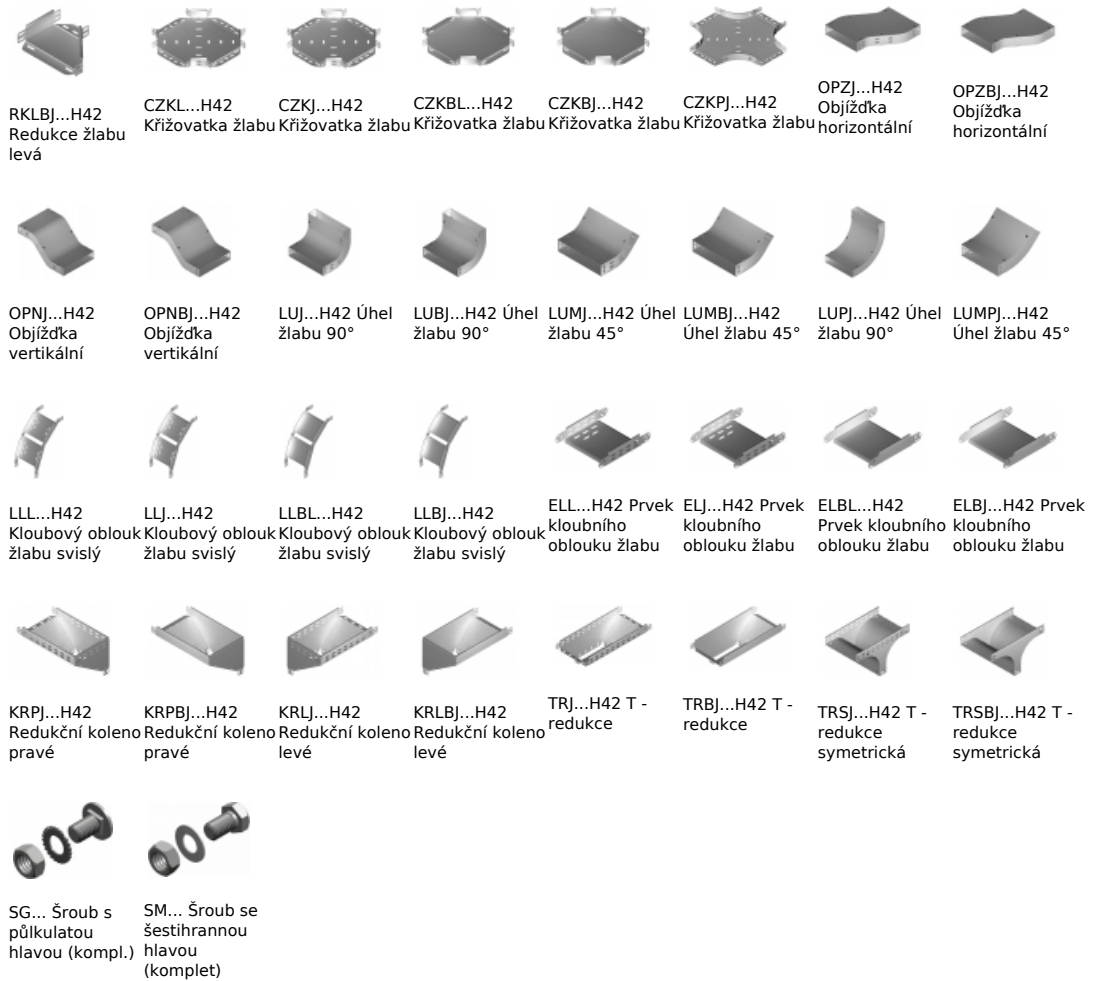 RKLBJ...H42
Redukce žlabu
levá
CZKL...H42
Křižovatka žlabu
CZKJ...H42
Křižovatka žlabu
CZKBL...H42
Křižovatka žlabu
CZKBJ...H42
Křižovatka žlabu
CZKPJ...H42
Křižovatka žlabu
OPZJ...H42
Objížďka
horizontální
OPZBJ...H42
Objížďka
horizontální
OPNJ...H42
Objížďka
vertikální
OPNBJ...H42
Objížďka
vertikální
LUJ...H42 Úhel
žlabu 90°
LUBJ...H42 Úhel
žlabu 90°
LUMJ...H42 Úhel
žlabu 45°
LUMBJ...H42
Úhel žlabu 45°
LUPJ...H42 Úhel
žlabu 90°
LUMPJ...H42
Úhel žlabu 45°
LLL...H42
Kloubový oblouk
žlabu svislý
LLJ...H42
Kloubový oblouk
žlabu svislý
LLBL...H42
Kloubový oblouk
žlabu svislý
LLBJ...H42
Kloubový oblouk
žlabu svislý
ELL...H42 Prvek
kloubního
oblouku žlabu
ELJ...H42 Prvek
kloubního
oblouku žlabu
ELBL...H42
Prvek kloubního
oblouku žlabu
ELBJ...H42 Prvek
kloubního
oblouku žlabu
KRPJ...H42
Redukční koleno
pravé
KRPBJ...H42
Redukční koleno
pravé
KRLJ...H42
Redukční koleno
levé
KRLBJ...H42
Redukční koleno
levé
TRJ...H42 T -
redukce
TRBJ...H42 T -
redukce
TRSJ...H42 T -
redukce
symetrická
TRSBJ...H42 T -
redukce
symetrická
SG... Šroub s
půlkulatou
hlavou (kompl.)
SM... Šroub se
šestihrannou
hlavou
(komplet)